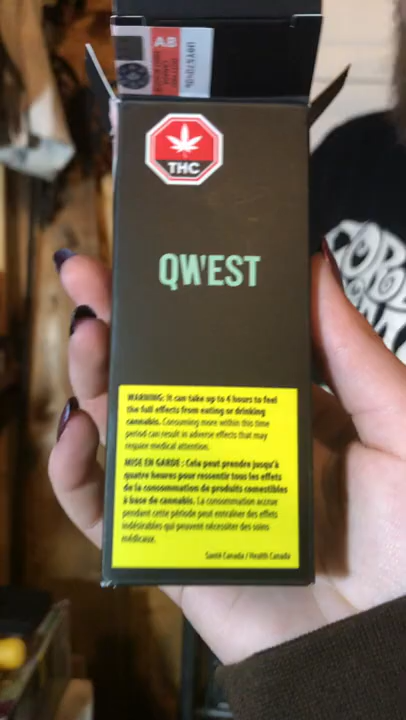 AB
THC
QWEST
WARNING: It can take up to 4 hours to feel
the full effects from eating or drinking
cannabis. Consuming more within this time
period can result in adverse effects that may
require medical attention.
MISE EN GARDE : Cela peut prendre jusqu'à
quatre heures pour ressentir tous les effets
de la consommation de produits comestibles
à base de cannabis. La consommation accrue
pendant cette période peut entraîner des effets
indésirables qui peuvent nécessiter des soins
médicaux.
Santé Canada / Health Canada